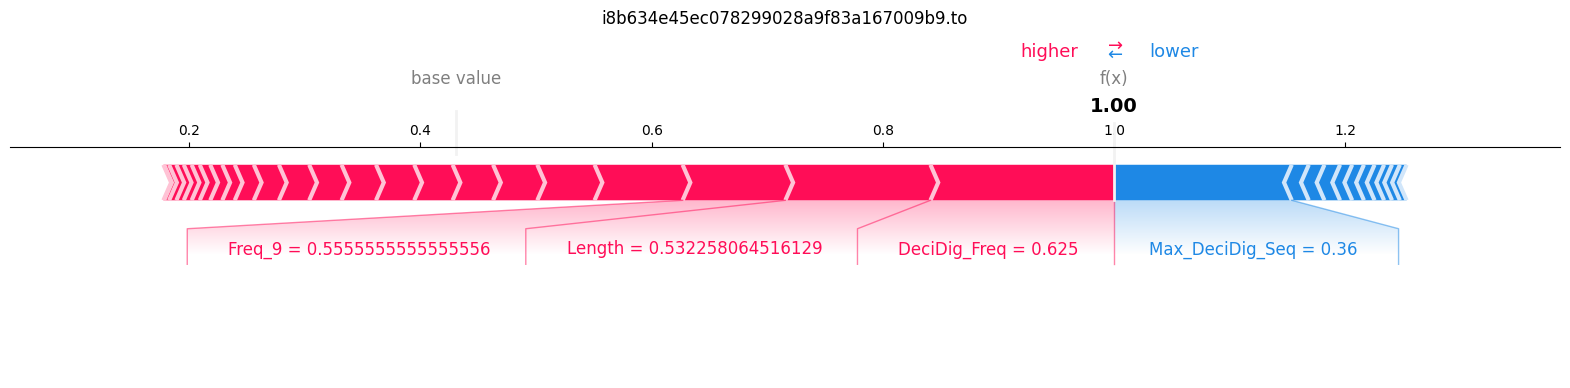 i8b634e45ec078299028a9f83a167009b9.to
higher ⇄ lower
base value f(x)
1.00
0.2 0.4 0.6 0.8 1.0 1.2
Freq_9 = 0.5555555555555556 Length = 0.532258064516129 DeciDig_Freq = 0.625 Max_DeciDig_Seq = 0.36